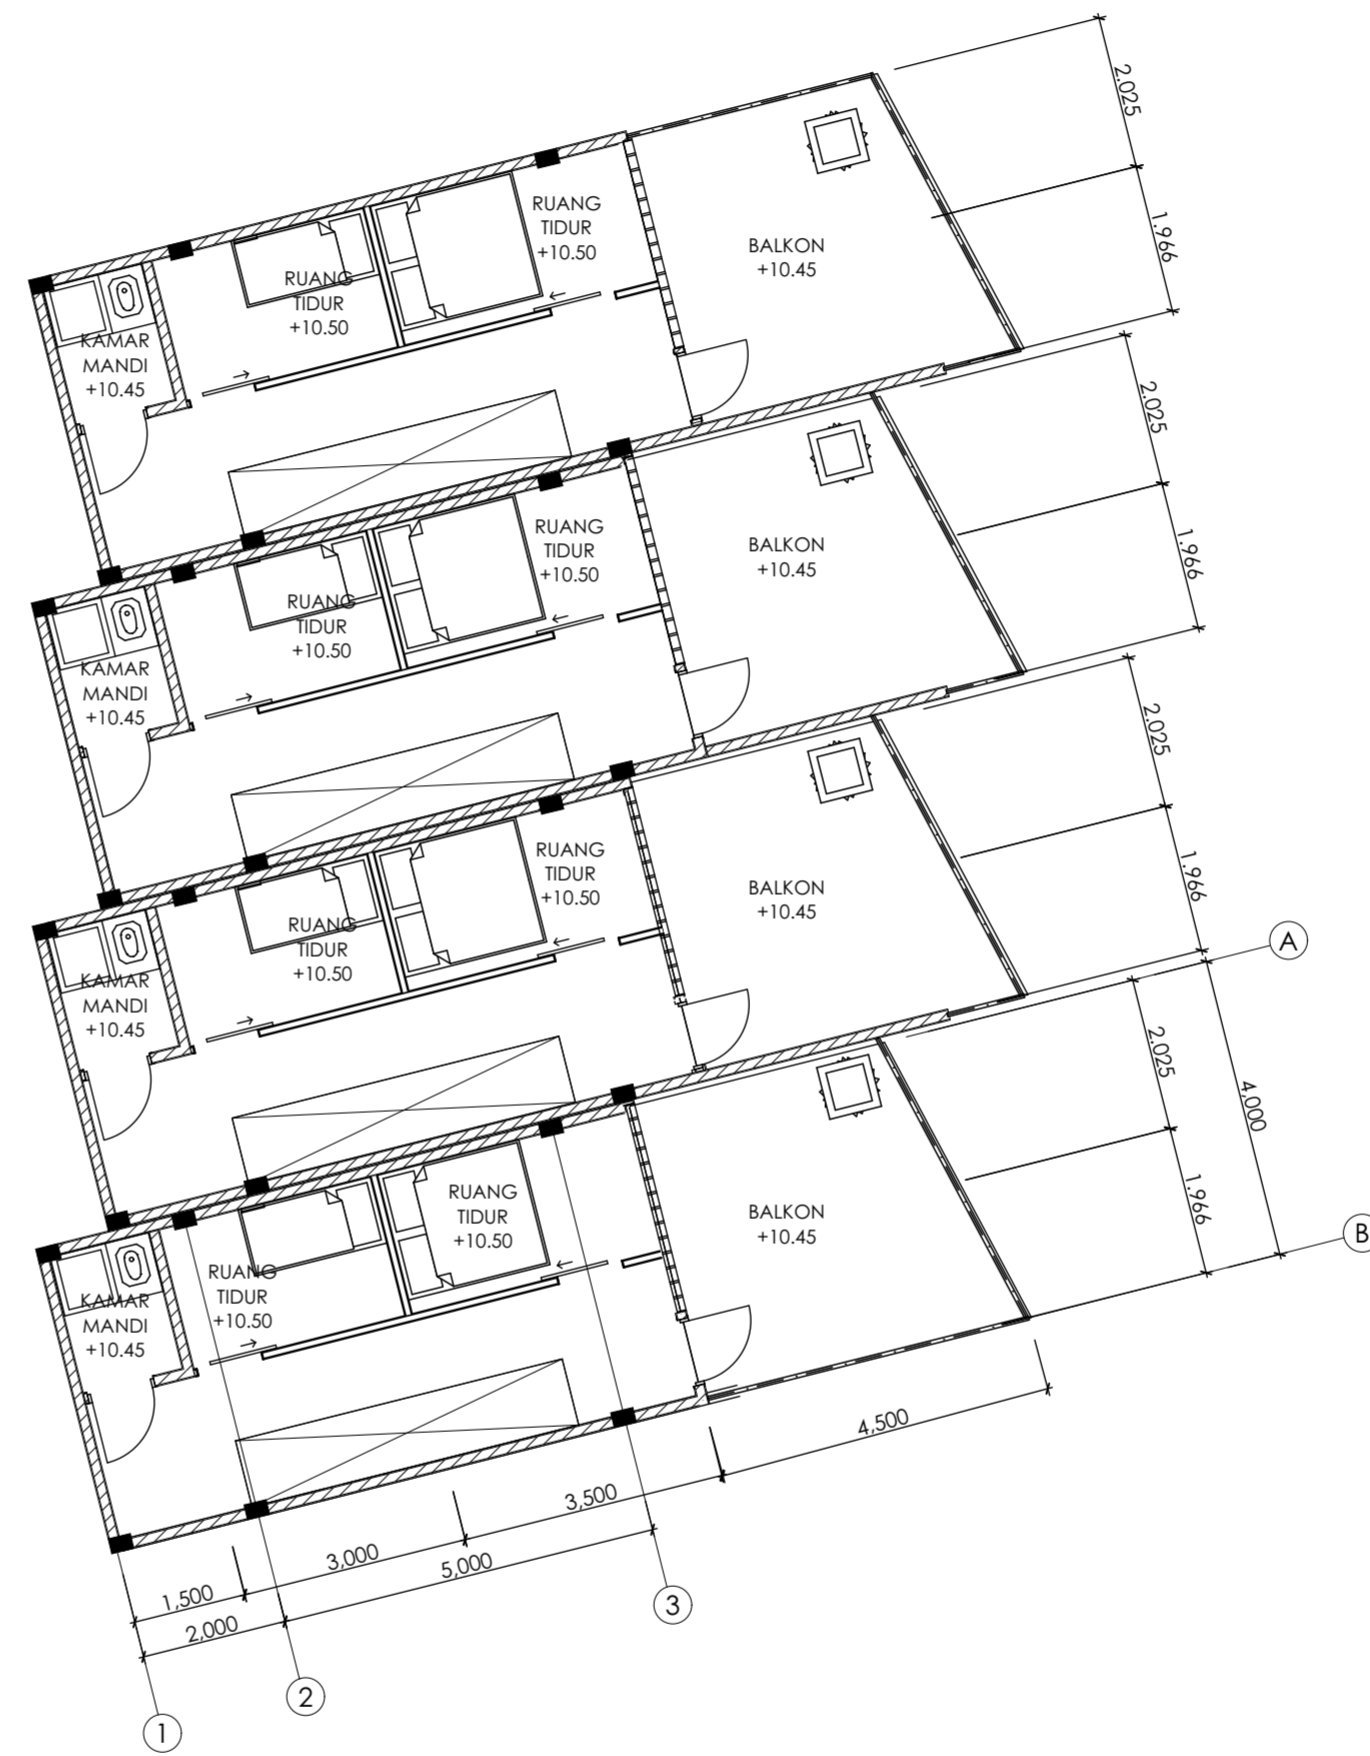 2.025
1.966
RUANG
TIDUR
+10.50
BALKON
+10.45
RUANG
TIDUR
+10.50
KAMAR
MANDI
+10.45
2.025
1.966
RUANG
TIDUR
+10.50
BALKON
+10.45
RUANG
TIDUR
+10.50
KAMAR
MANDI
+10.45
2.025
1.966
RUANG
TIDUR
+10.50
BALKON
+10.45
RUANG
TIDUR
+10.50
KAMAR
MANDI
+10.45
A
2.025
4,000
1.966
B
RUANG
TIDUR
+10.50
BALKON
+10.45
RUANG
TIDUR
+10.50
KAMAR
MANDI
+10.45
4,500
3,500
3,000
5,000
1,500
2,000
3
2
1